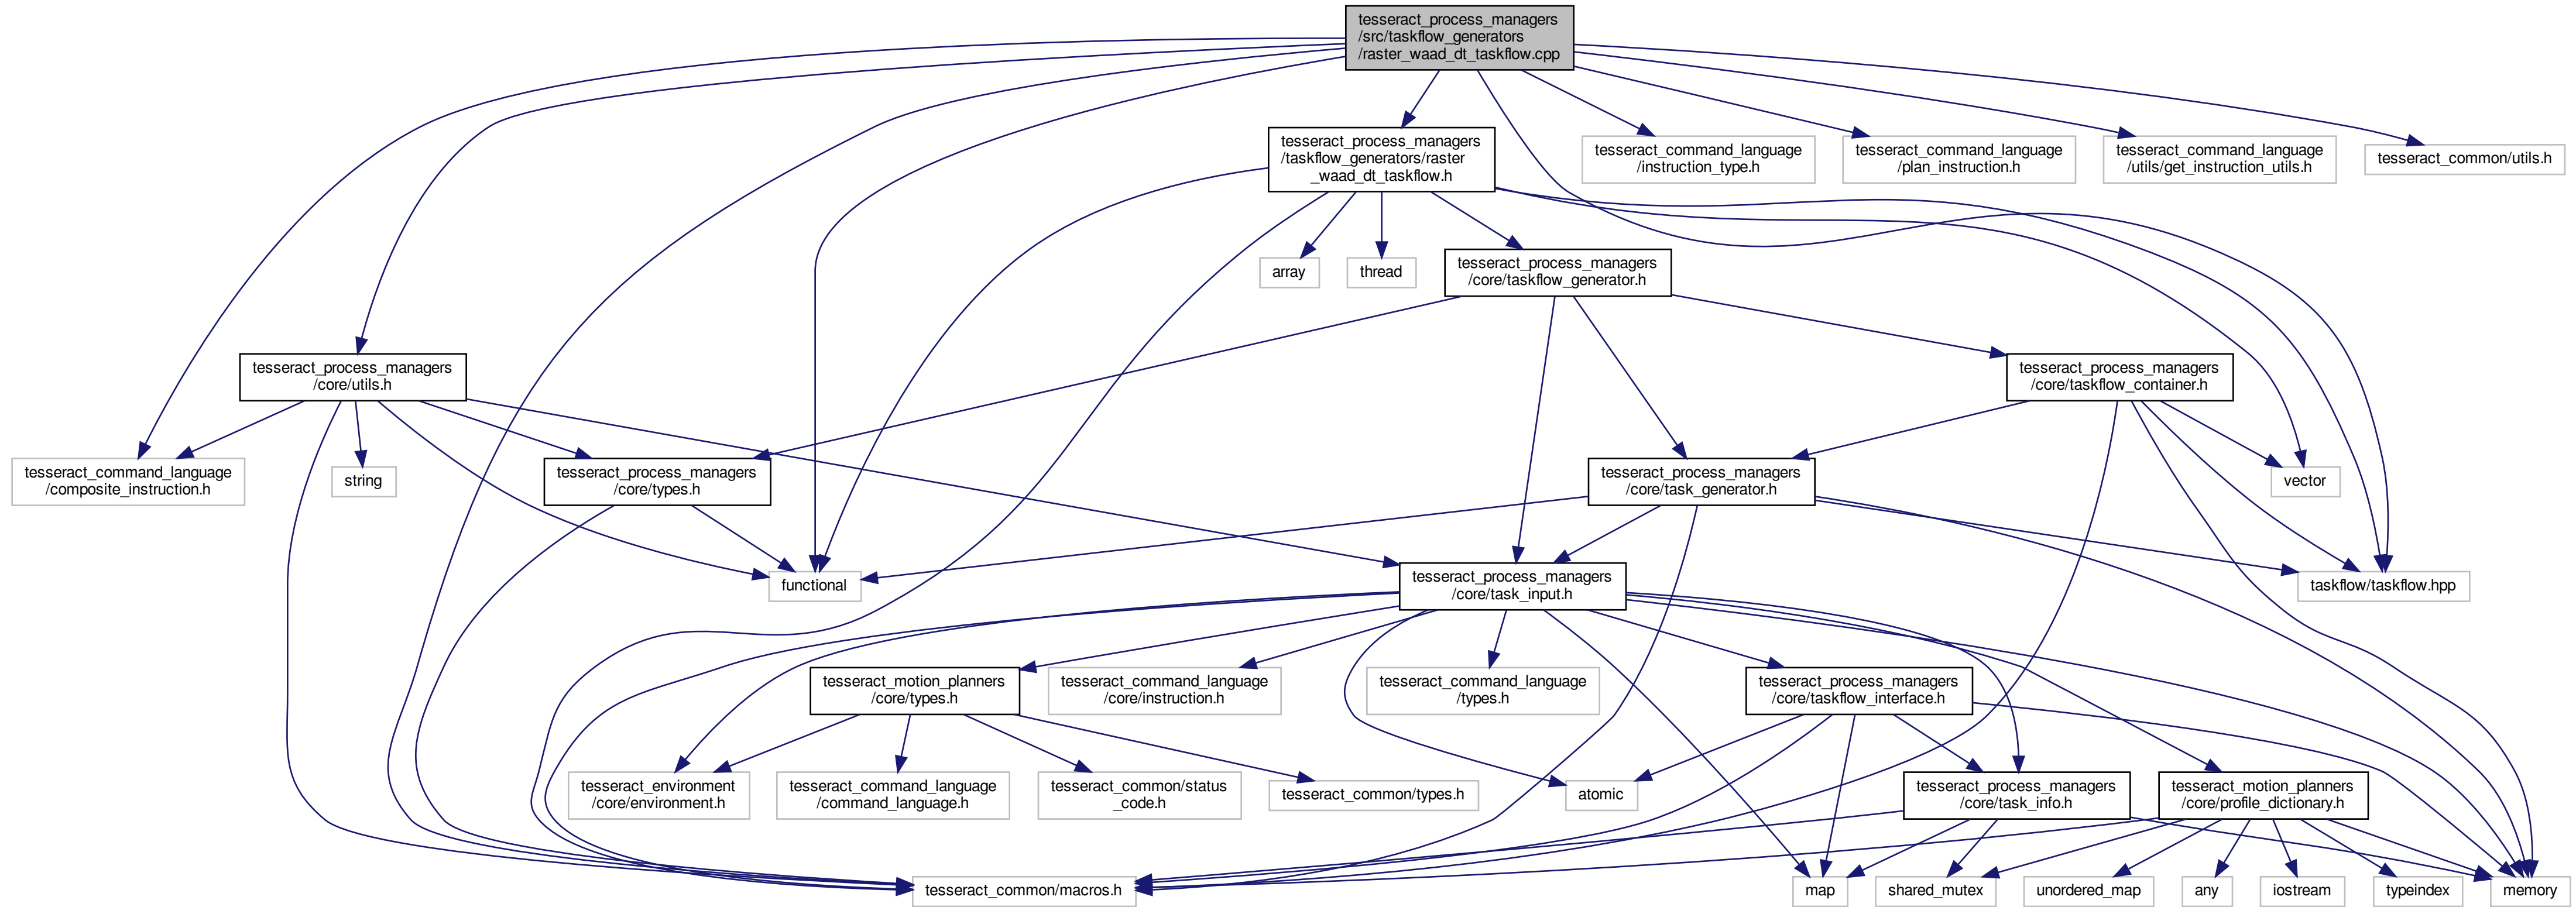 tesseract_process_managers
/src/taskflow_generators
/raster_waad_dt_taskflow.cpp
tesseract_process_managers
/taskflow_generators/raster
_waad_dt_taskflow.h
tesseract_command_language
/instruction_type.h
tesseract_command_language
/plan_instruction.h
tesseract_command_language
/utils/get_instruction_utils.h
tesseract_common/utils.h
array
thread
tesseract_process_managers
/core/taskflow_generator.h
tesseract_process_managers
/core/utils.h
tesseract_process_managers
/core/taskflow_container.h
tesseract_command_language
/composite_instruction.h
string
tesseract_process_managers
/core/types.h
tesseract_process_managers
/core/task_generator.h
vector
functional
tesseract_process_managers
/core/task_input.h
taskflow/taskflow.hpp
tesseract_motion_planners
/core/types.h
tesseract_command_language
/core/instruction.h
tesseract_command_language
/types.h
tesseract_process_managers
/core/taskflow_interface.h
tesseract_environment
/core/environment.h
tesseract_command_language
/command_language.h
tesseract_common/status
_code.h
tesseract_common/types.h
atomic
tesseract_process_managers
/core/task_info.h
tesseract_motion_planners
/core/profile_dictionary.h
tesseract_common/macros.h
map
shared_mutex
unordered_map
any
iostream
typeindex
memory